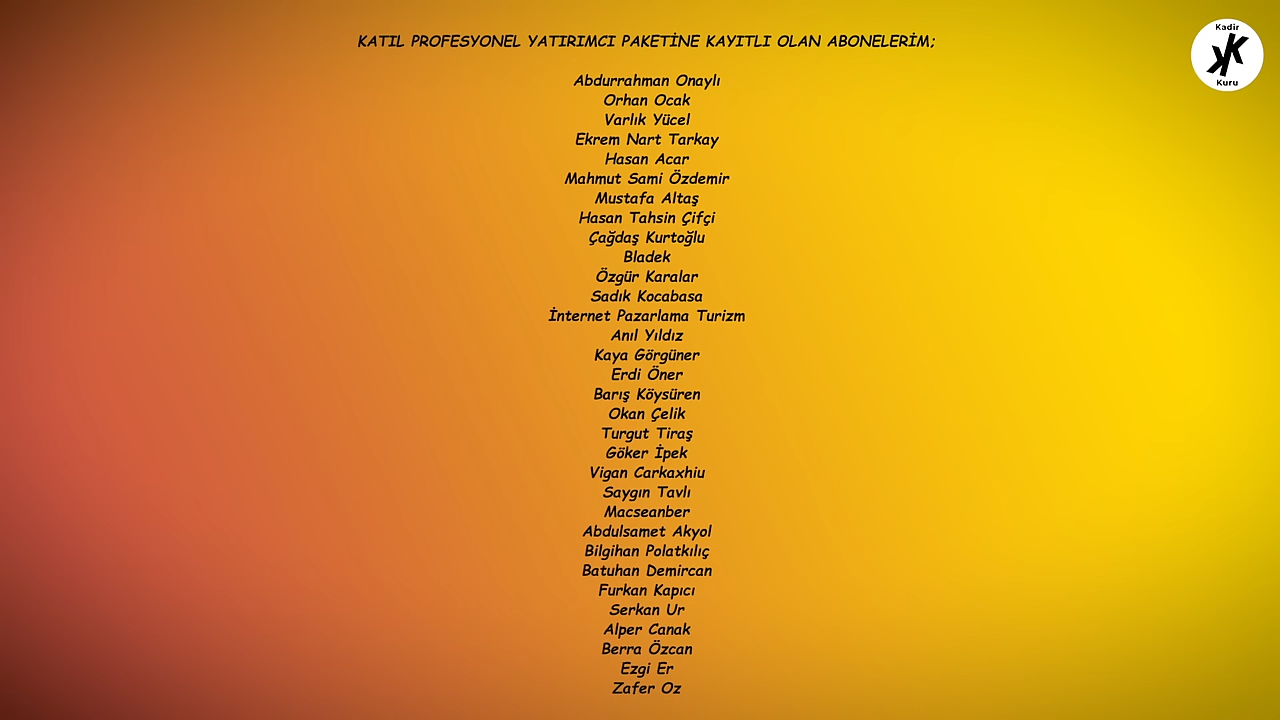 KATIL PROFESYONEL YATIRIMCI PAKETİNE KAYITLI OLAN ABONELERİM;
Kadir
KK
Kuru
Abdurrahman Onaylı
Orhan Ocak
Varlık Yücel
Ekrem Nart Tarkay
Hasan Acar
Mahmut Sami Özdemir
Mustafa Altaş
Hasan Tahsin Çifçi
Çağdaş Kurtoğlu
Bladek
Özgür Karalar
Sadık Kocabasa
İnternet Pazarlama Turizm
Anıl Yıldız
Kaya Görgüner
Erdi Öner
Barış Köysüren
Okan Çelik
Turgut Tiraş
Göker İpek
Vigan Carkaxhiu
Saygın Tavlı
Macseanber
Abdulsamet Akyol
Bilgihan Polatkılıç
Batuhan Demircan
Furkan Kapıcı
Serkan Ur
Alper Canak
Berra Özcan
Ezgi Er
Zafer Oz